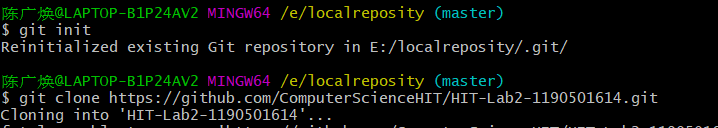 陈广焕@LAPTOP-B1P24AV2 MINGW64 /e/localreposity (master)
$ git init
Reinitialized existing Git repository in E:/localreposity/.git/
陈广焕@LAPTOP-B1P24AV2 MINGW64 /e/localreposity (master)
$ git clone https://github.com/ComputerScienceHIT/HIT-Lab2-1190501614.git
Cloning into 'HIT-Lab2-1190501614'...